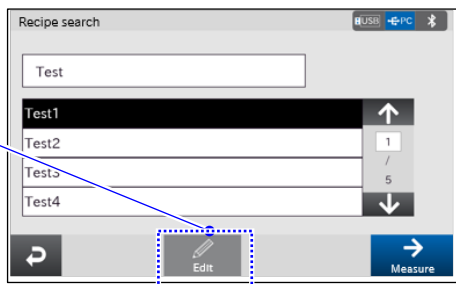 Recipe search
USB PC
Test
Test1
Test2
Test3
Test4
1
/
5
Edit
Measure